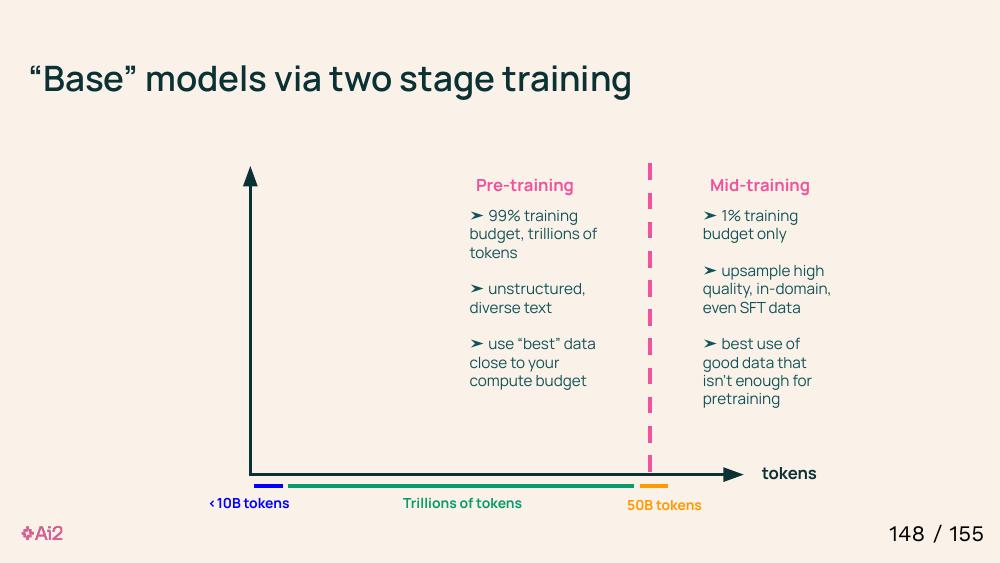 “Base” models via two stage training
Pre-training
➤ 99% training
budget, trillions of
tokens
➤ unstructured,
diverse text
➤ use “best” data
close to your
compute budget
Mid-training
➤ 1% training
budget only
➤ upsample high
quality, in-domain,
even SFT data
➤ best use of
good data that
isn't enough for
pretraining
tokens
<10B tokens
Trillions of tokens
50B tokens
Ai2
148 / 155